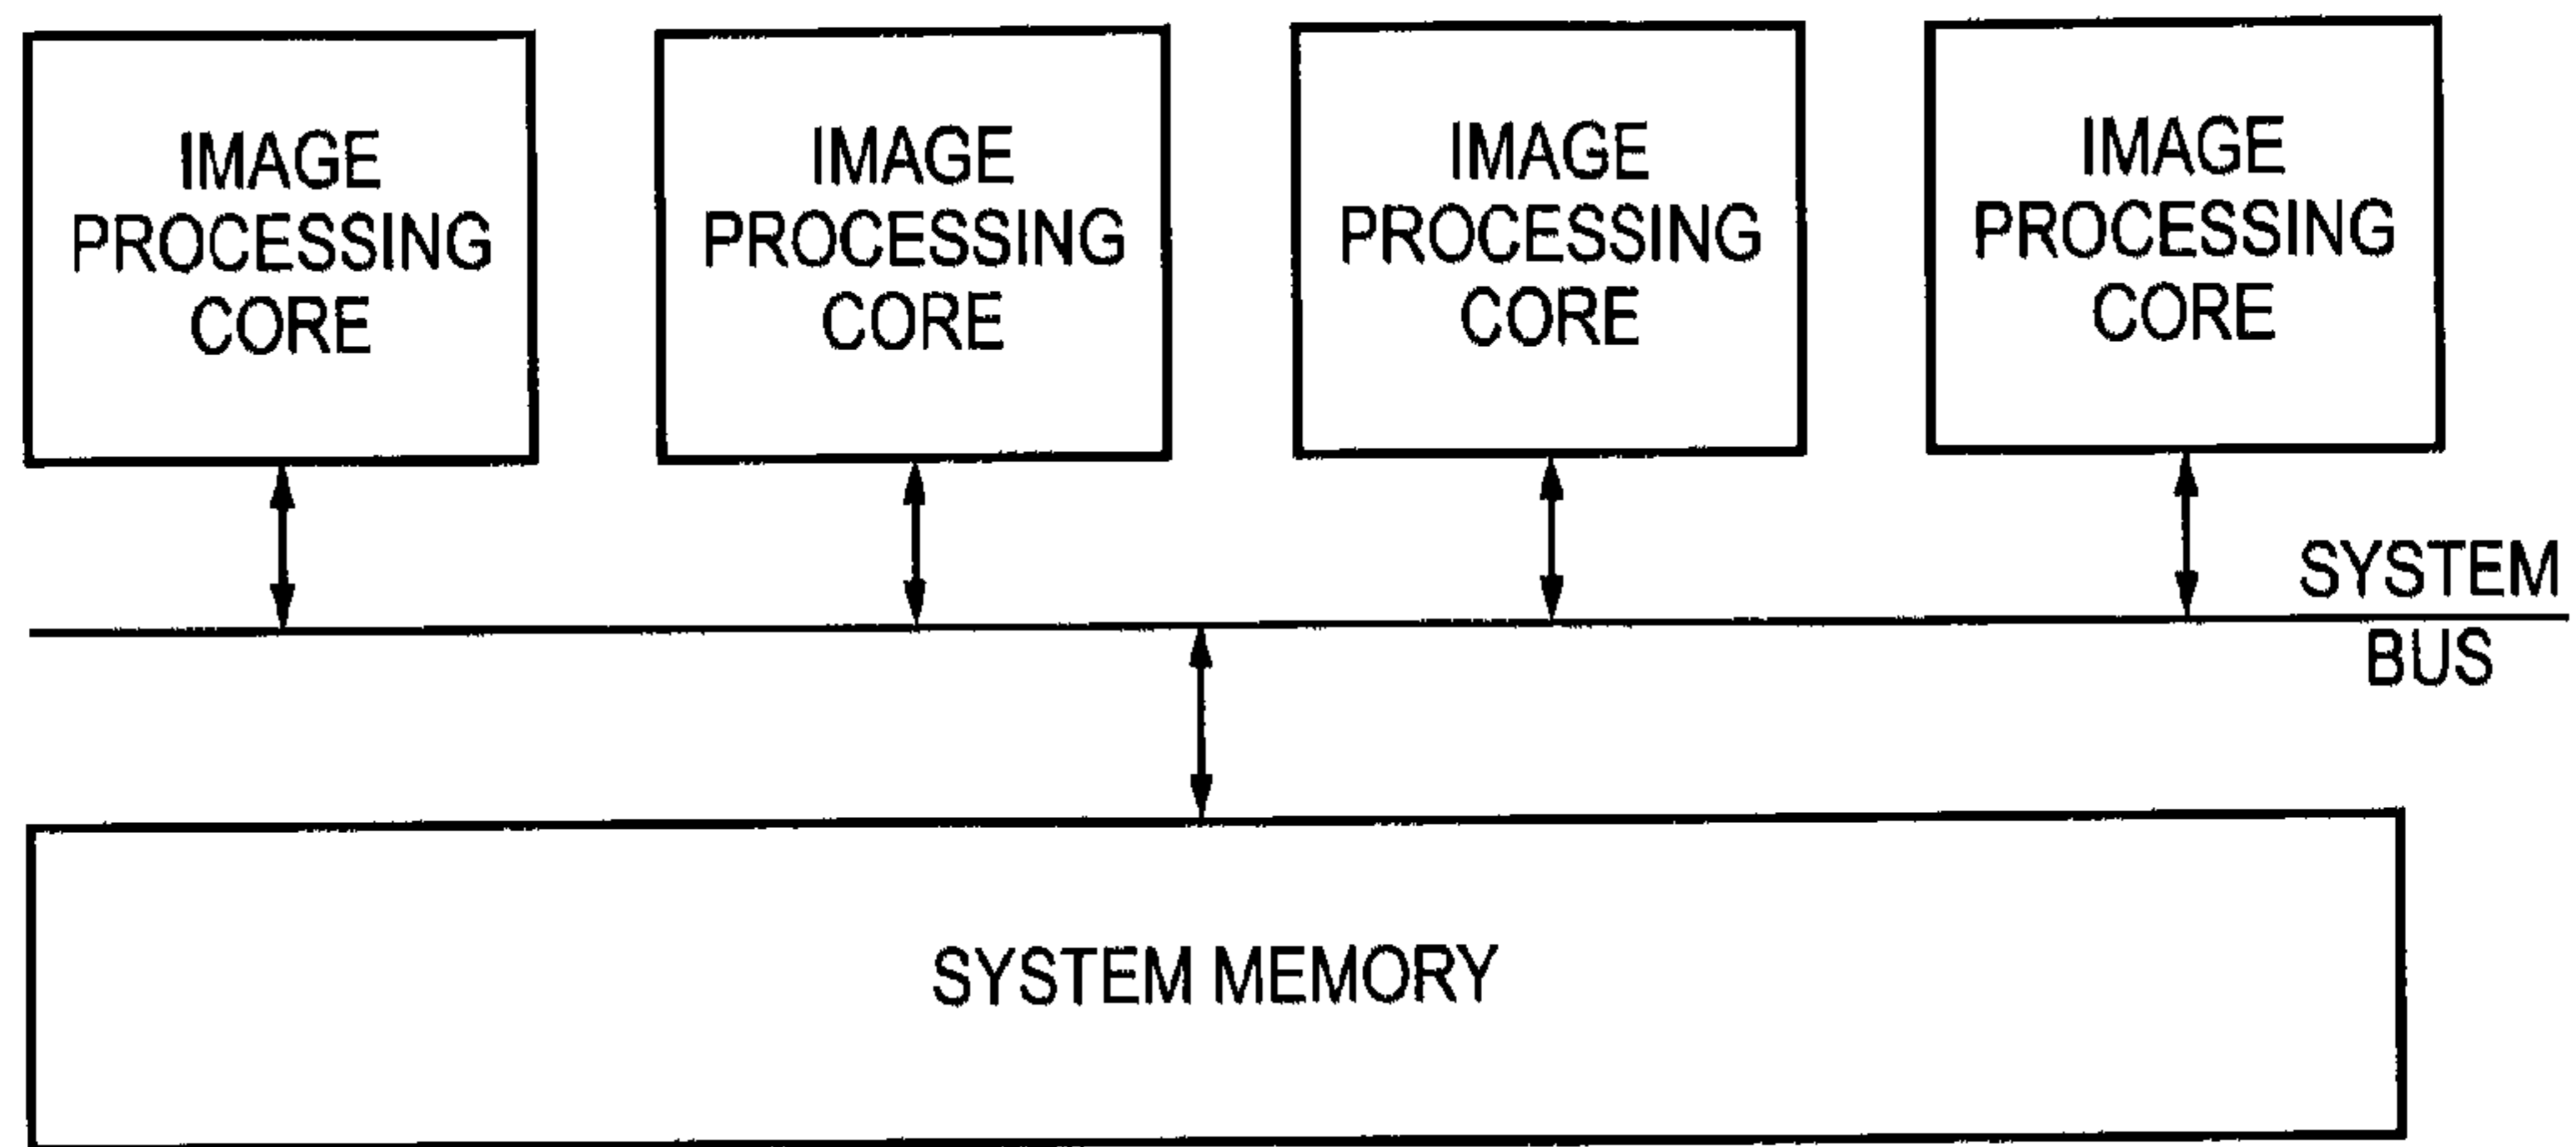 IMAGE
PROCESSING
CORE
IMAGE
PROCESSING
CORE
IMAGE
PROCESSING
CORE
IMAGE
PROCESSING
CORE
SYSTEM
BUS
SYSTEM MEMORY